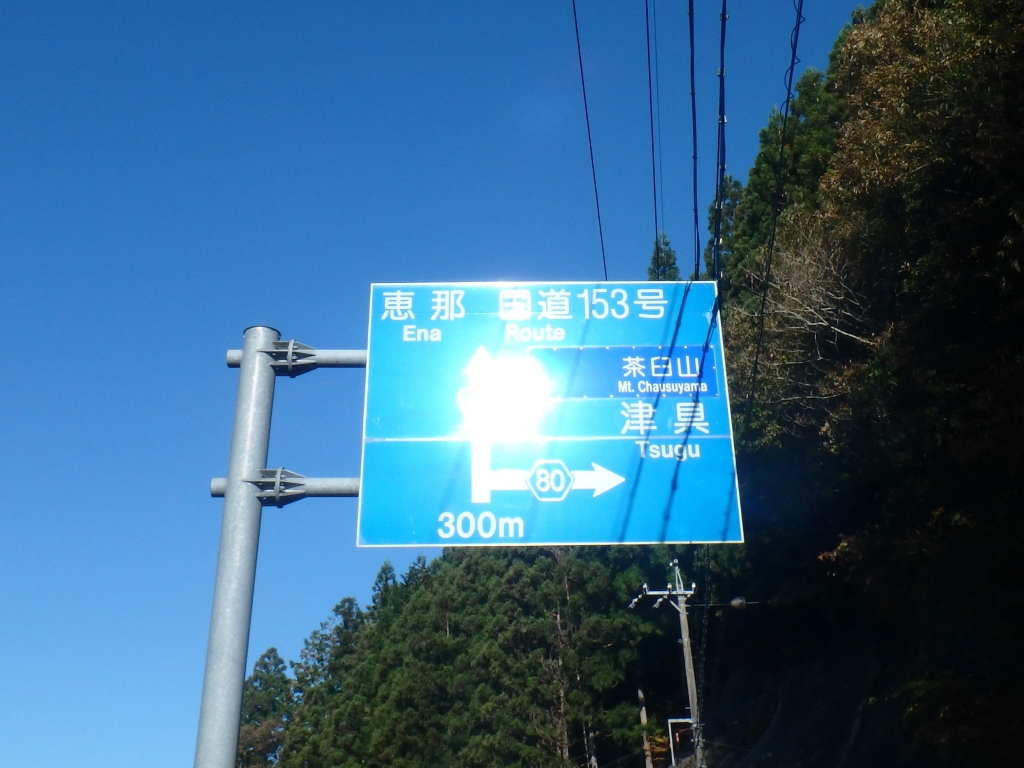 恵那 国道153号
Ena Route
茶臼山
Mt. Chausuyama
津具
Tsugu
80
300m